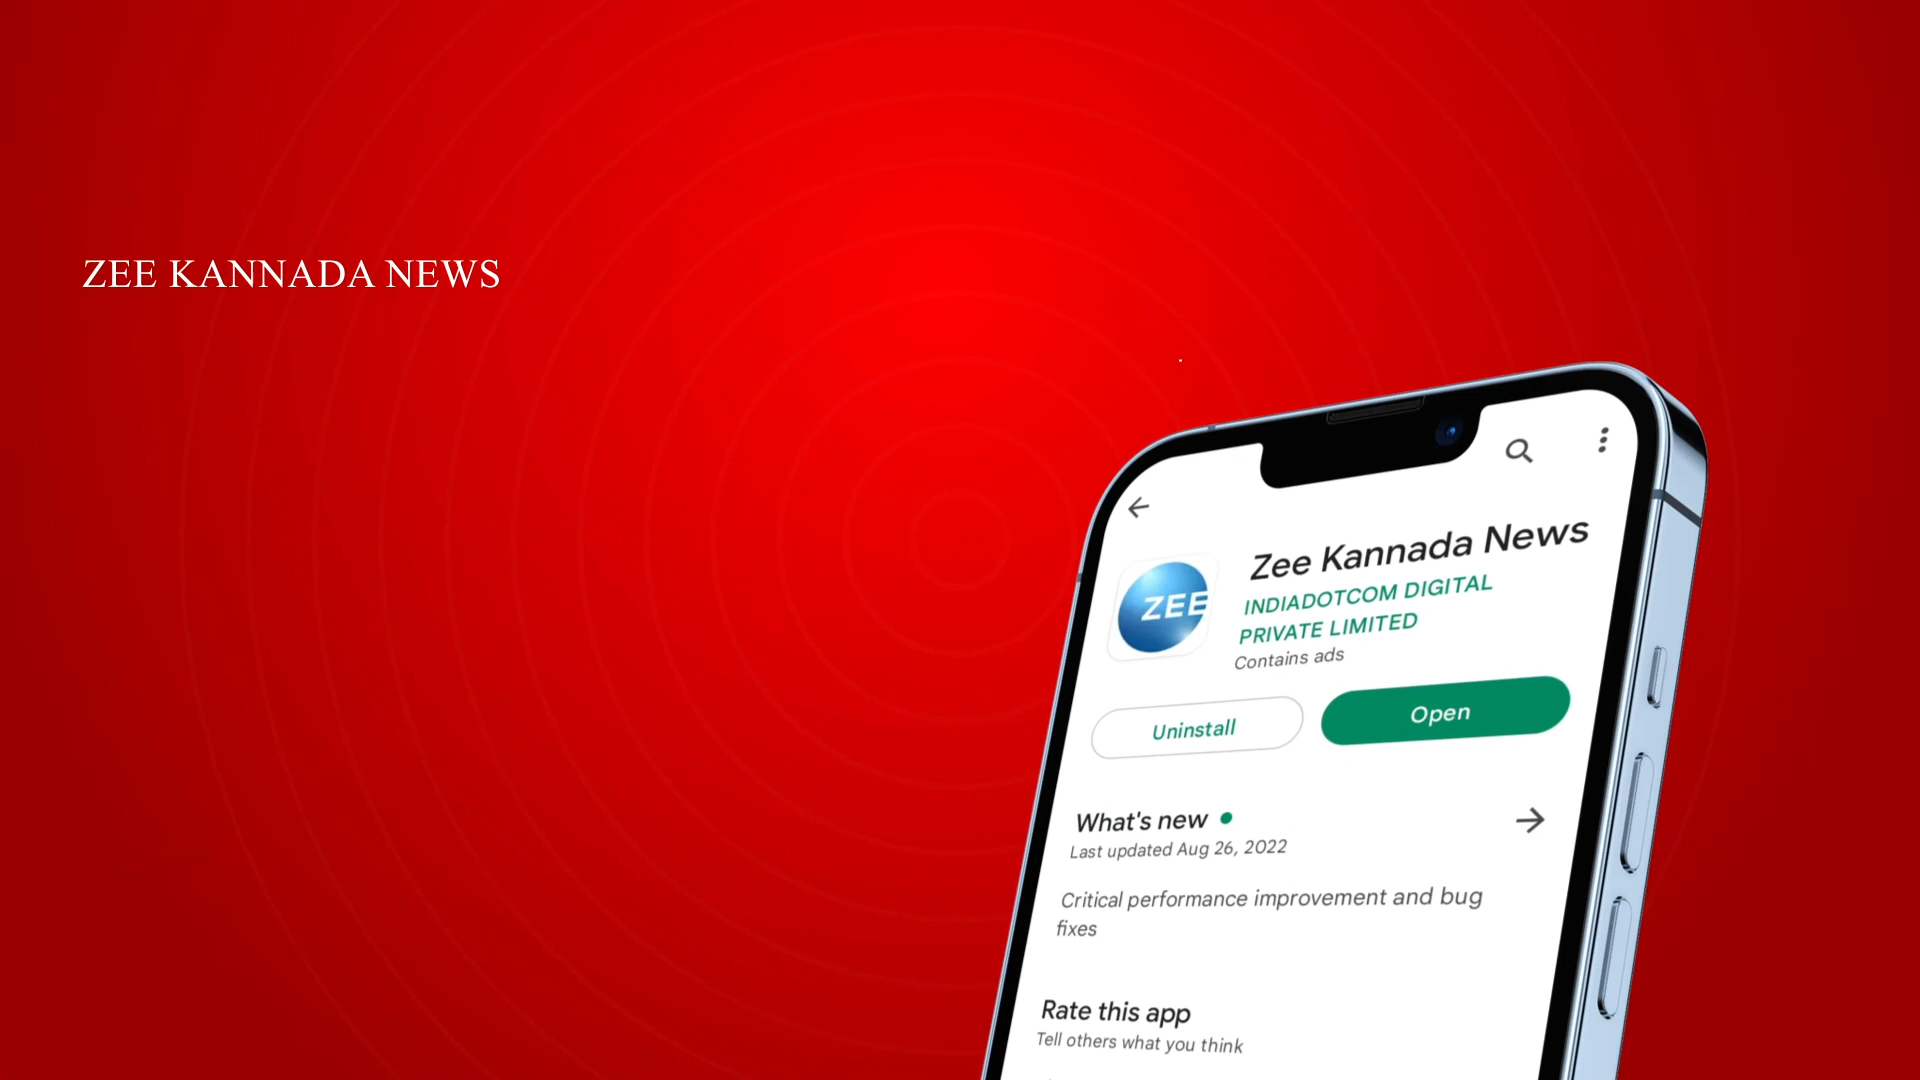 ZEE KANNADA NEWS
Zee Kannada News
ZEE
INDIADOTCOM DIGITAL
PRIVATE LIMITED
Contains ads
Uninstall
Open
What's new
Last updated Aug 26, 2022
Critical performance improvement and bug
fixes
Rate this app
Tell others what you think